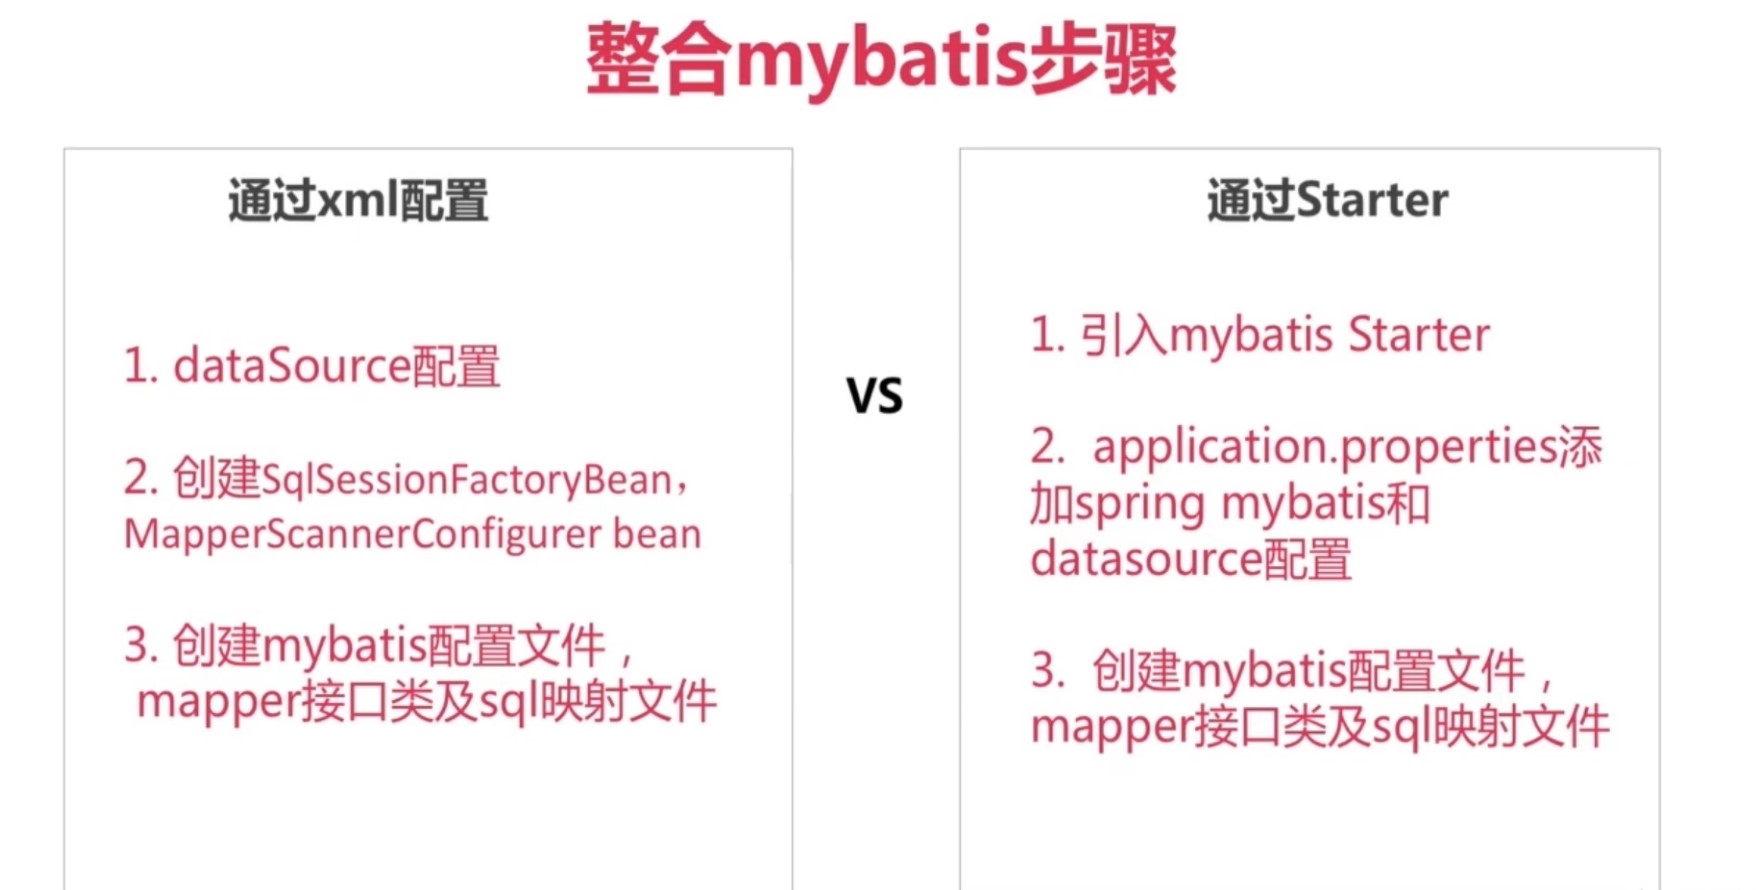 整合mybatis步骤
通过xml配置
1. dataSource配置
2. 创建SqlSessionFactoryBean，
MapperScannerConfigurer bean
3. 创建mybatis配置文件，
mapper接口类及sql映射文件
VS
通过Starter
1. 引入mybatis Starter
2. application.properties添
加spring mybatis和
datasource配置
3. 创建mybatis配置文件，
mapper接口类及sql映射文件